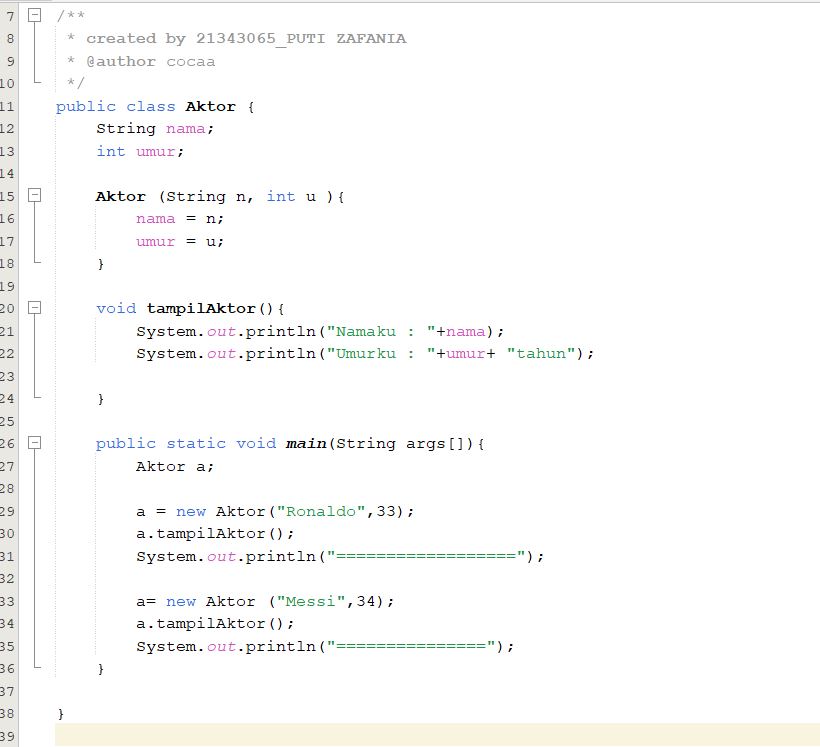 7 /**
8 * created by 21343065_PUTI ZAFANIA
9 * @author cocaa
10 */
11 public class Aktor {
12 String nama;
13 int umur;
14
15 Aktor (String n, int u ){
16 nama = n;
17 umur = u;
18 }
19
20 void tampilAktor(){
21 System.out.println("Namaku : "+nama);
22 System.out.println("Umurku : "+umur+ "tahun");
23
24 }
25
26 public static void main(String args[]){
27 Aktor a;
28
29 a = new Aktor("Ronaldo",33);
30 a.tampilAktor();
31 System.out.println("==================");
32
33 a= new Aktor ("Messi",34);
34 a.tampilAktor();
35 System.out.println("===============");
36 }
37
38 }
39